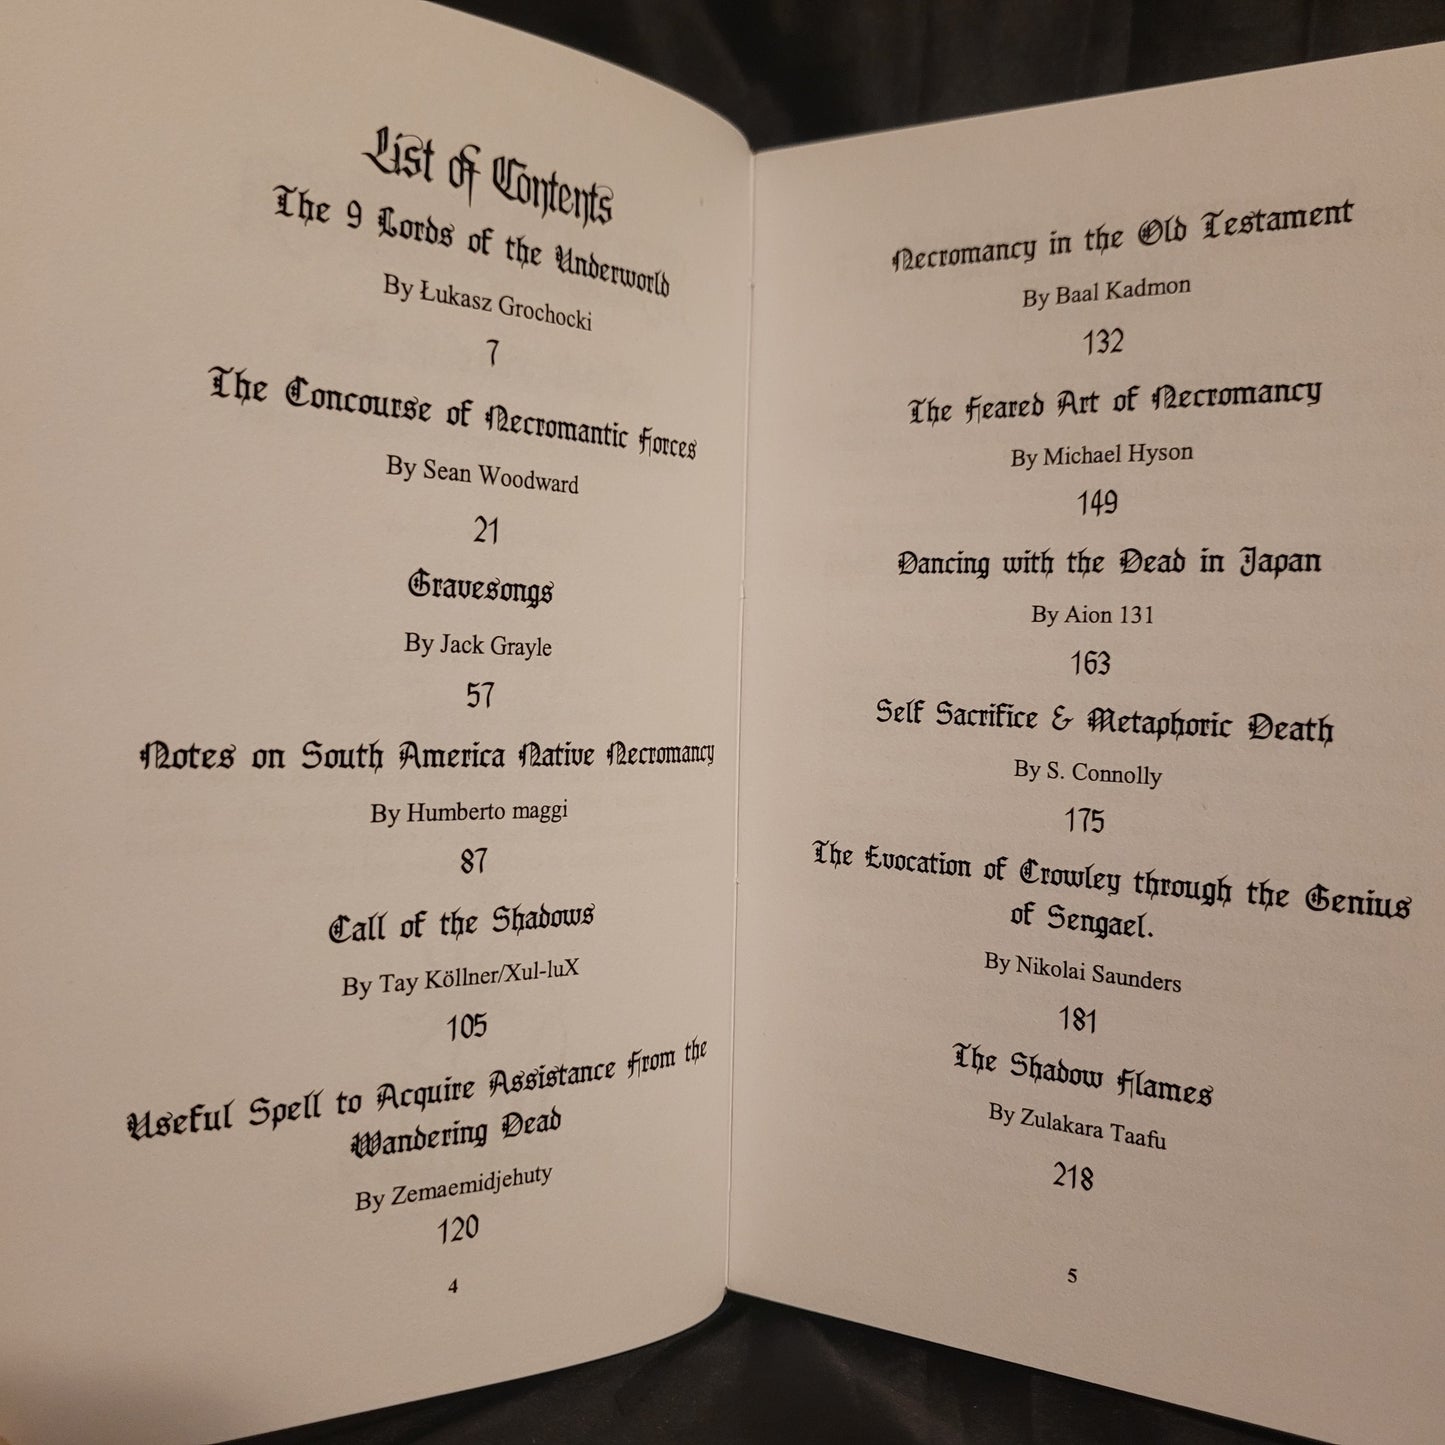 List of Contents
The 9 Lords of the Underworld
By Łukasz Grochocki
7
The Concourse of Necromantic Forces
By Sean Woodward
21
Gravesongs
By Jack Grayle
57
Notes on South America Native Necromancy
By Humberto maggi
87
Call of the Shadows
By Tay Köllner/Xul-luX
105
Useful Spell to Acquire Assistance from the
Wandering Dead
By Zemaemidjehuty
120
4
Necromancy in the Old Testament
By Baal Kadmon
132
The Feared Art of Necromancy
By Michael Hyson
149
Dancing with the Dead in Japan
By Aion 131
163
Self Sacrifice & Metaphoric Death
By S. Connolly
175
The Evocation of Crowley through the Genius
of Sengael.
By Nikolai Saunders
181
The Shadow Flames
By Zulakara Taafu
218
5